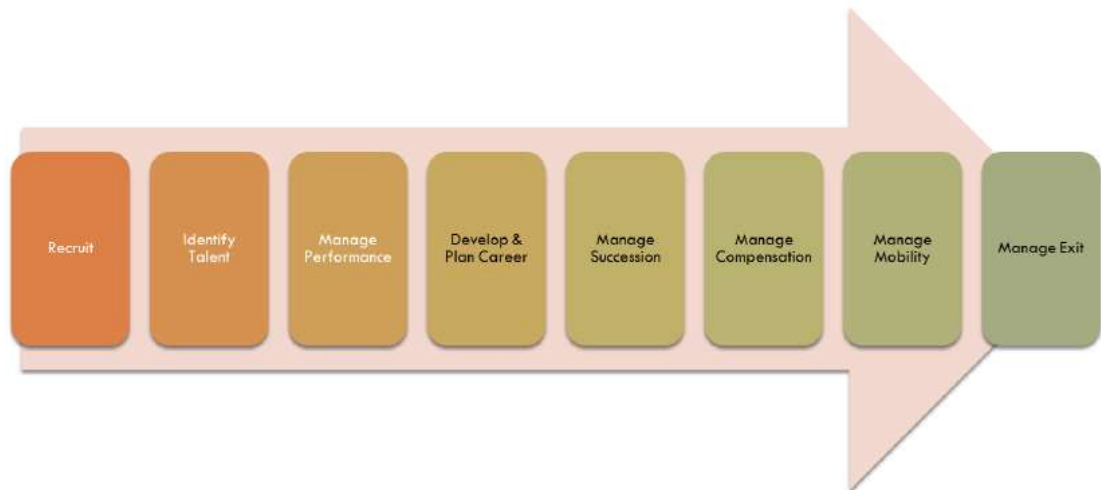 Recruit
Identify
Talent
Manage
Performance
Develop &
Plan Career
Manage
Succession
Manage
Compensation
Manage
Mobility
Manage Exit